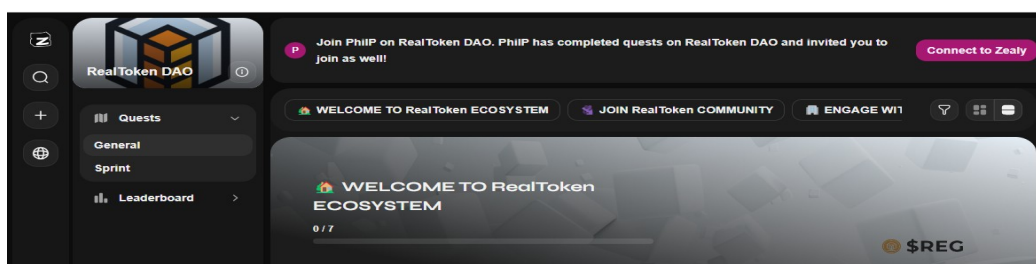 Join PhilP on RealToken DAO. PhilP has completed quests on RealToken DAO and invited you to
join as well!
P
Connect to Zealy
RealToken DAO
WELCOME TO RealToken ECOSYSTEM
JOIN RealToken COMMUNITY
ENGAGE WIT
Quests
General
Sprint
Leaderboard
WELCOME TO RealToken
ECOSYSTEM
0 / 7
$REG